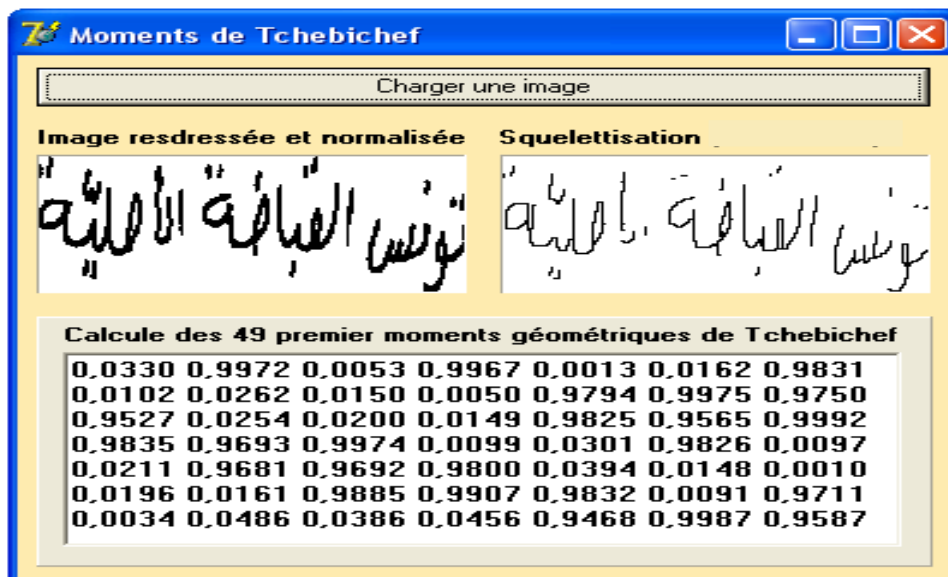 Moments de Tchebichef
Charger une image
Image resdressée et normalisée
Squelettisation
تونس القباضة الأصلية
تونس القباضة الأصلية
Calcule des 49 premier moments géométriques de Tchebichef
0,0330 0,9972 0,0053 0,9967 0,0013 0,0162 0,9831
0,0102 0,0262 0,0150 0,0050 0,9794 0,9975 0,9750
0,9527 0,0254 0,0200 0,0149 0,9825 0,9565 0,9992
0,9835 0,9693 0,9974 0,0099 0,0301 0,9826 0,0097
0,0211 0,9681 0,9692 0,9800 0,0394 0,0148 0,0010
0,0196 0,0161 0,9885 0,9907 0,9832 0,0091 0,9711
0,0034 0,0486 0,0386 0,0456 0,9468 0,9987 0,9587